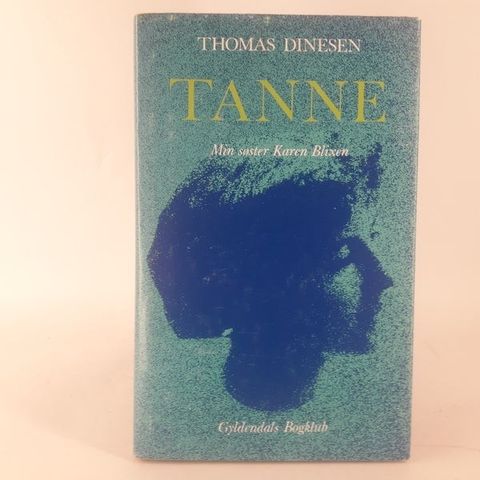 THOMAS DINESEN
TANNE
Min søster Karen Blixen
Gyldendals Bogklub